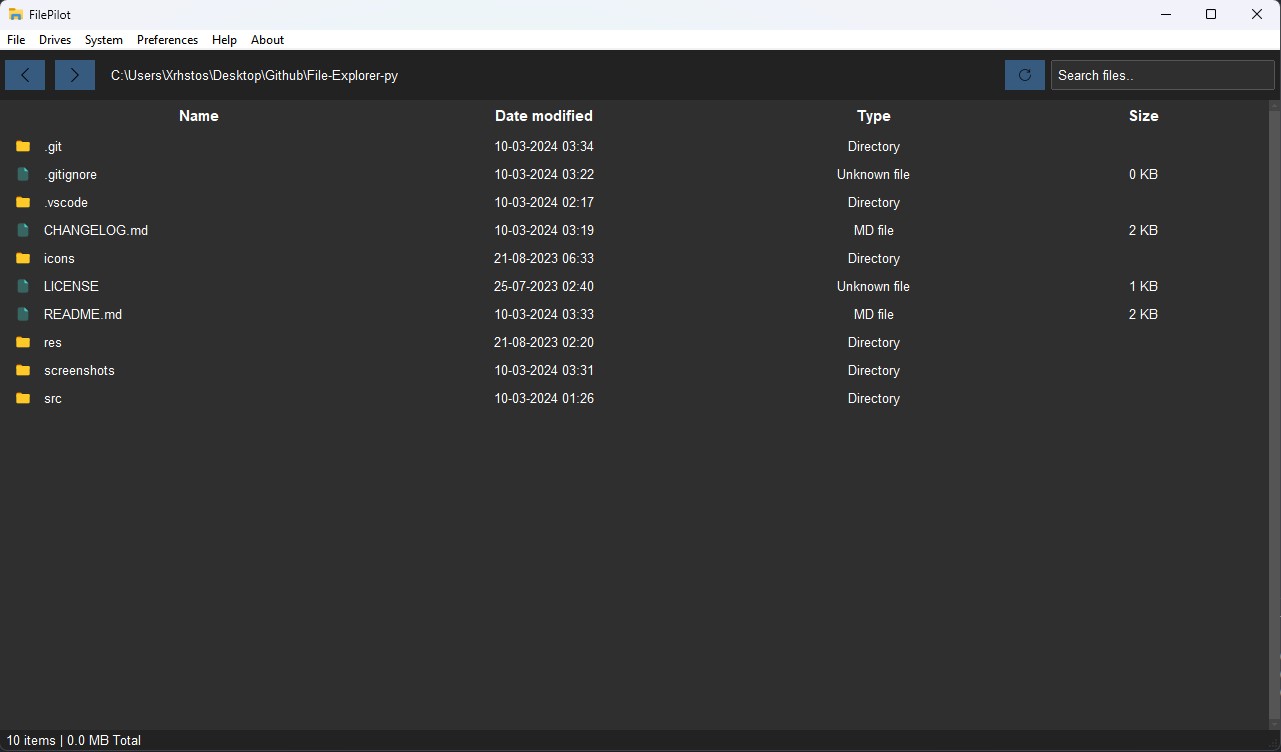 FilePilot
File Drives System Preferences Help About
C:\Users\Xrhstos\Desktop\Github\File-Explorer-py Search files..
Name Date modified Type Size
.git 10-03-2024 03:34 Directory
.gitignore 10-03-2024 03:22 Unknown file 0 KB
.vscode 10-03-2024 02:17 Directory
CHANGELOG.md 10-03-2024 03:19 MD file 2 KB
icons 21-08-2023 06:33 Directory
LICENSE 25-07-2023 02:40 Unknown file 1 KB
README.md 10-03-2024 03:33 MD file 2 KB
res 21-08-2023 02:20 Directory
screenshots 10-03-2024 03:31 Directory
src 10-03-2024 01:26 Directory
10 items | 0.0 MB Total